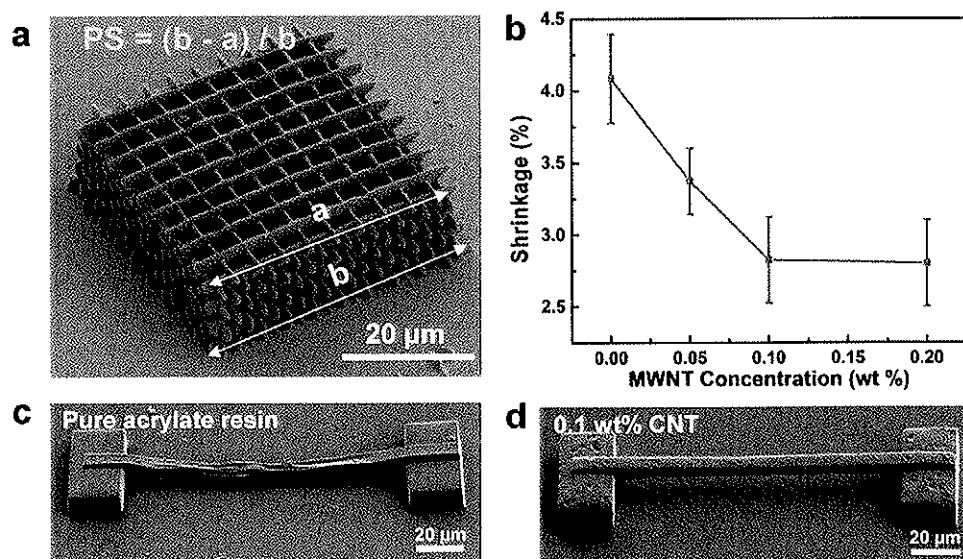 a
PS = (b - a) / b
a
b
20 µm
b
4.5
4.0
3.5
3.0
2.5
Shrinkage (%)
0.00 0.05 0.10 0.15 0.20
MWNT Concentration (wt %)
c
Pure acrylate resin
20 µm
d
0.1 wt% CNT
20 µm